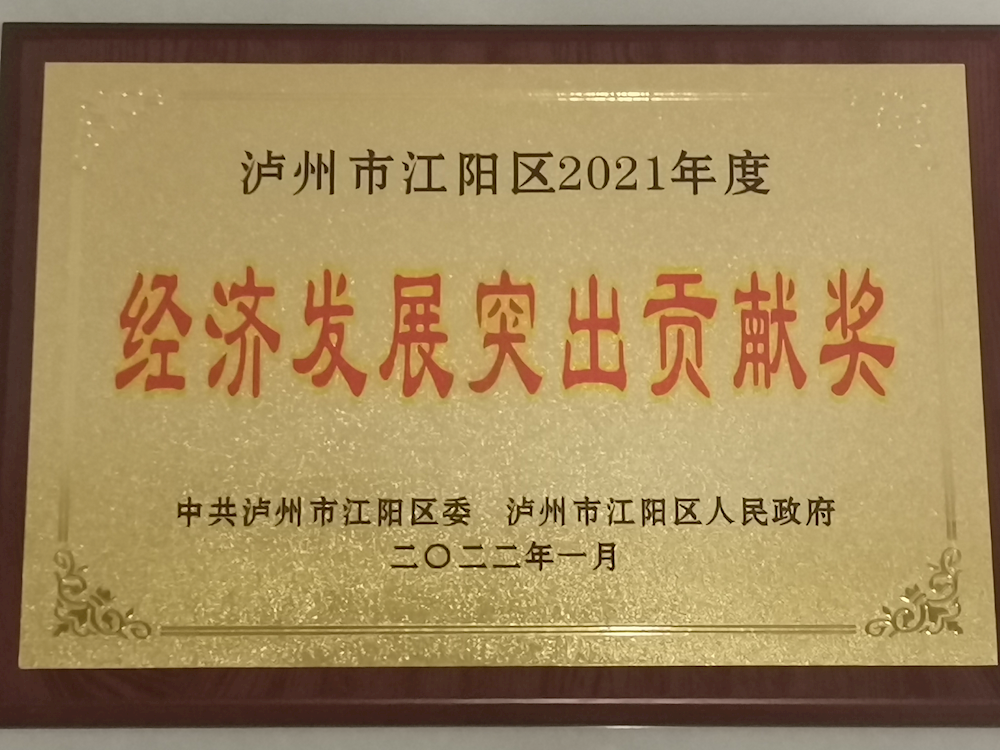 泸州市江阳区2021年度
经济发展突出贡献奖
中共泸州市江阳区委 泸州市江阳区人民政府
二〇二二年一月